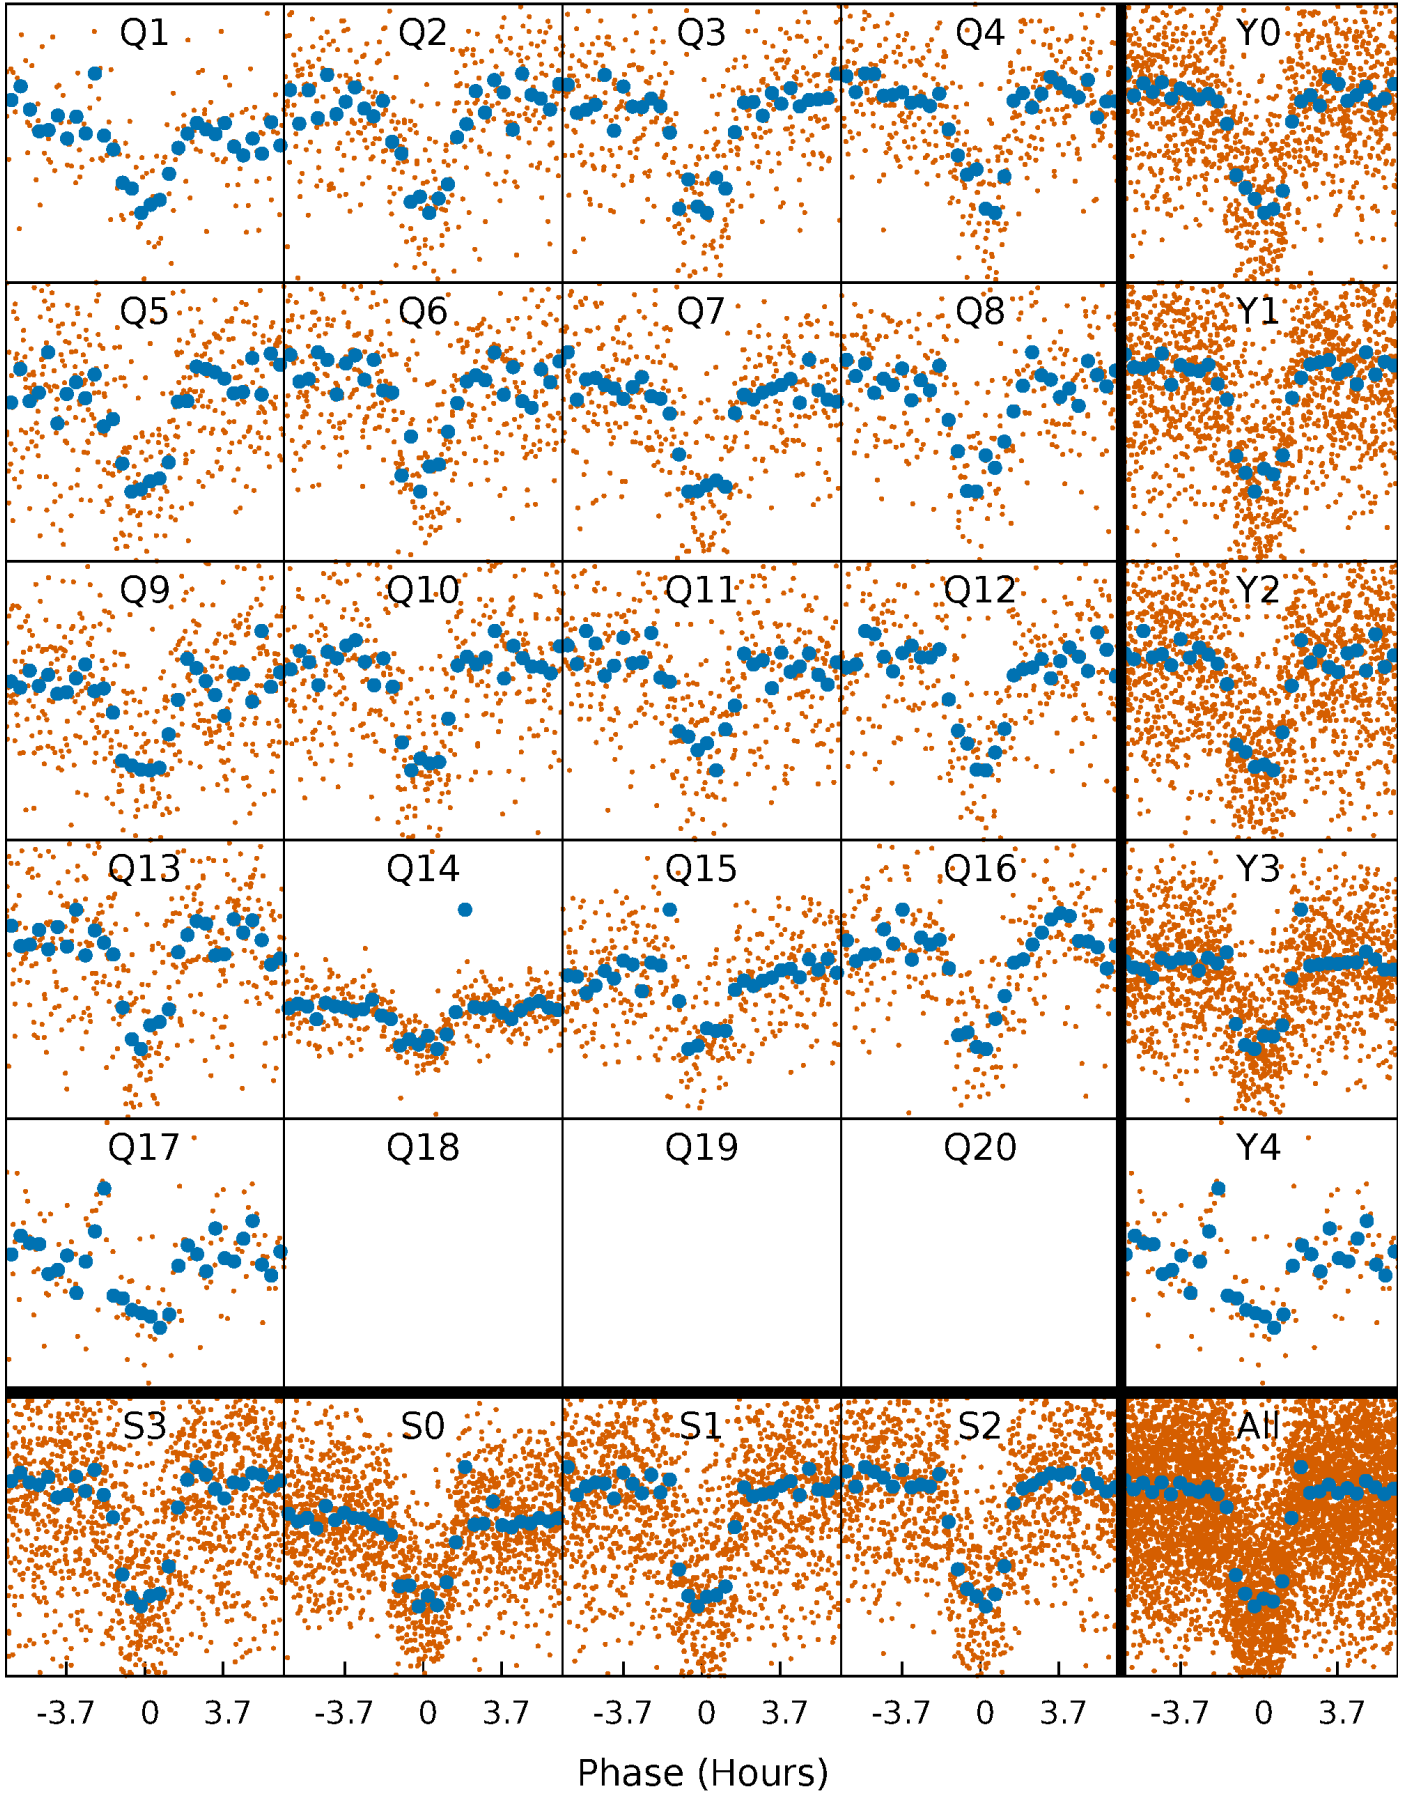 Q1 Q2 Q3 Q4 Y0
Q5 Q6 Q7 Q8 Y1
Q9 Q10 Q11 Q12 Y2
Q13 Q14 Q15 Q16 Y3
Q17 Q18 Q19 Q20 Y4
S3 S0 S1 S2 All
-3.7 0 3.7 -3.7 0 3.7 -3.7 0 3.7 -3.7 0 3.7 -3.7 0 3.7
Phase (Hours)